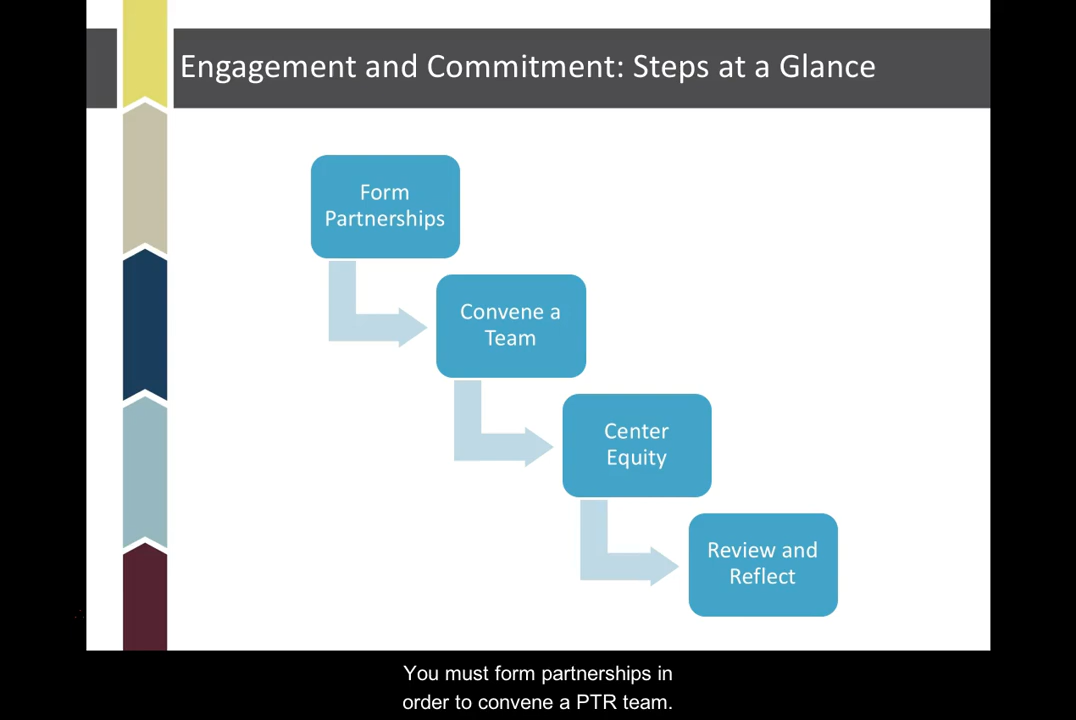 Engagement and Commitment: Steps at a Glance
Form
Partnerships
Convene a
Team
Center
Equity
Review and
Reflect
You must form partnerships in
order to convene a PTR team.